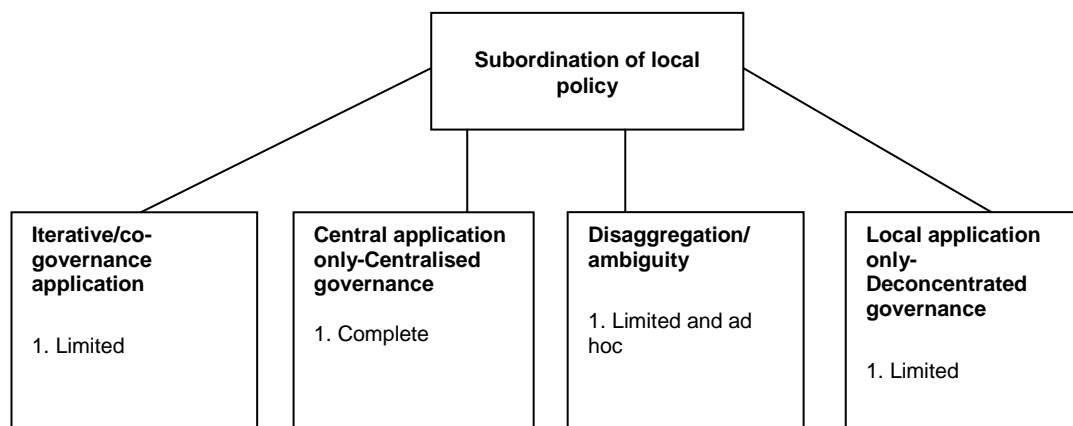 Subordination of local
policy
Iterative/co-
governance
application
1. Limited
Central application
only-Centralised
governance
1. Complete
Disaggregation/
ambiguity
1. Limited and ad
hoc
Local application
only-
Deconcentrated
governance
1. Limited